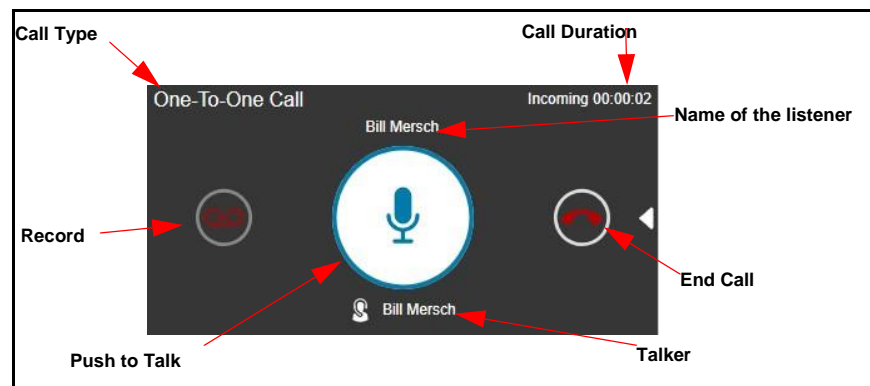 Call Type
Call Duration
One-To-One Call
Incoming 00:00:02
Name of the listener
Bill Mersch
Record
End Call
Bill Mersch
Push to Talk
Talker